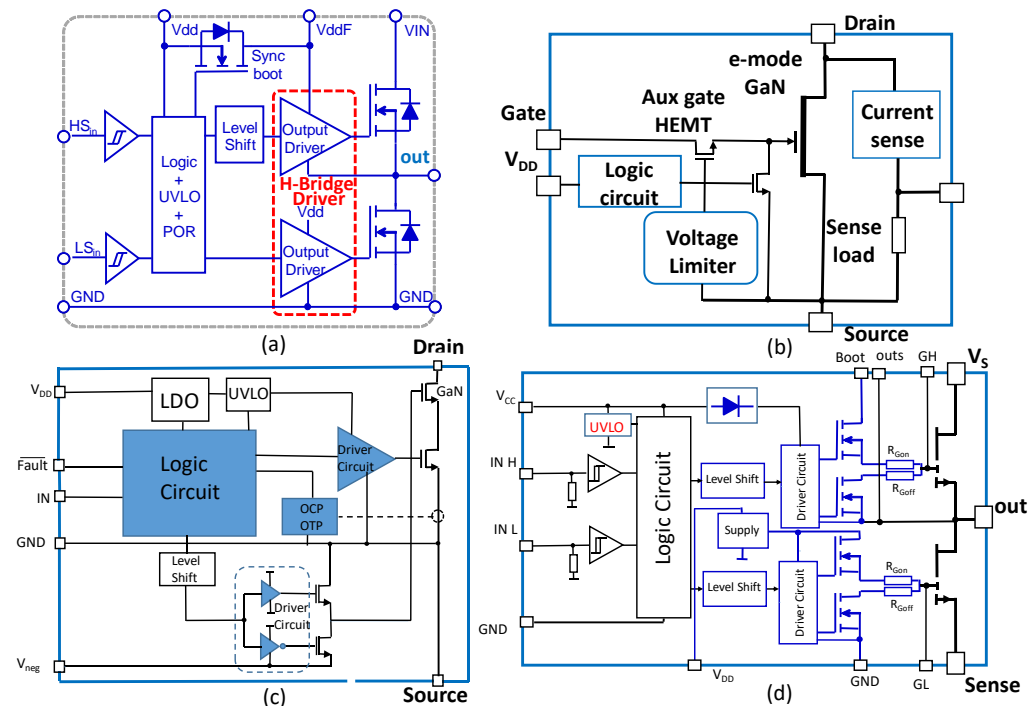 Vdd
VddF
VIN
Sync
boot
HSin
Level
Shift
Output
Driver
out
Logic
+
UVLO
+
POR
H-Bridge
Driver
Vdd
LSin
Output
Driver
GND
GND
(a)
Drain
e-mode
GaN
Gate
Aux gate
HEMT
Current
sense
VDD
Logic
circuit
Voltage
Limiter
Sense
load
Source
(b)
Drain
VDD
LDO
UVLO
GaN
Fault
Logic
Circuit
Driver
Circuit
IN
OCP
OTP
GND
Level
Shift
Driver
Circuit
Vneg
Source
(c)
Boot
outs
GH
VS
VCC
UVLO
IN H
Logic Circuit
Level Shift
Driver Circuit
RGon
RGoff
out
IN L
Supply
Level Shift
Driver Circuit
RGon
RGoff
GND
VDD
GND
GL
Sense
(d)